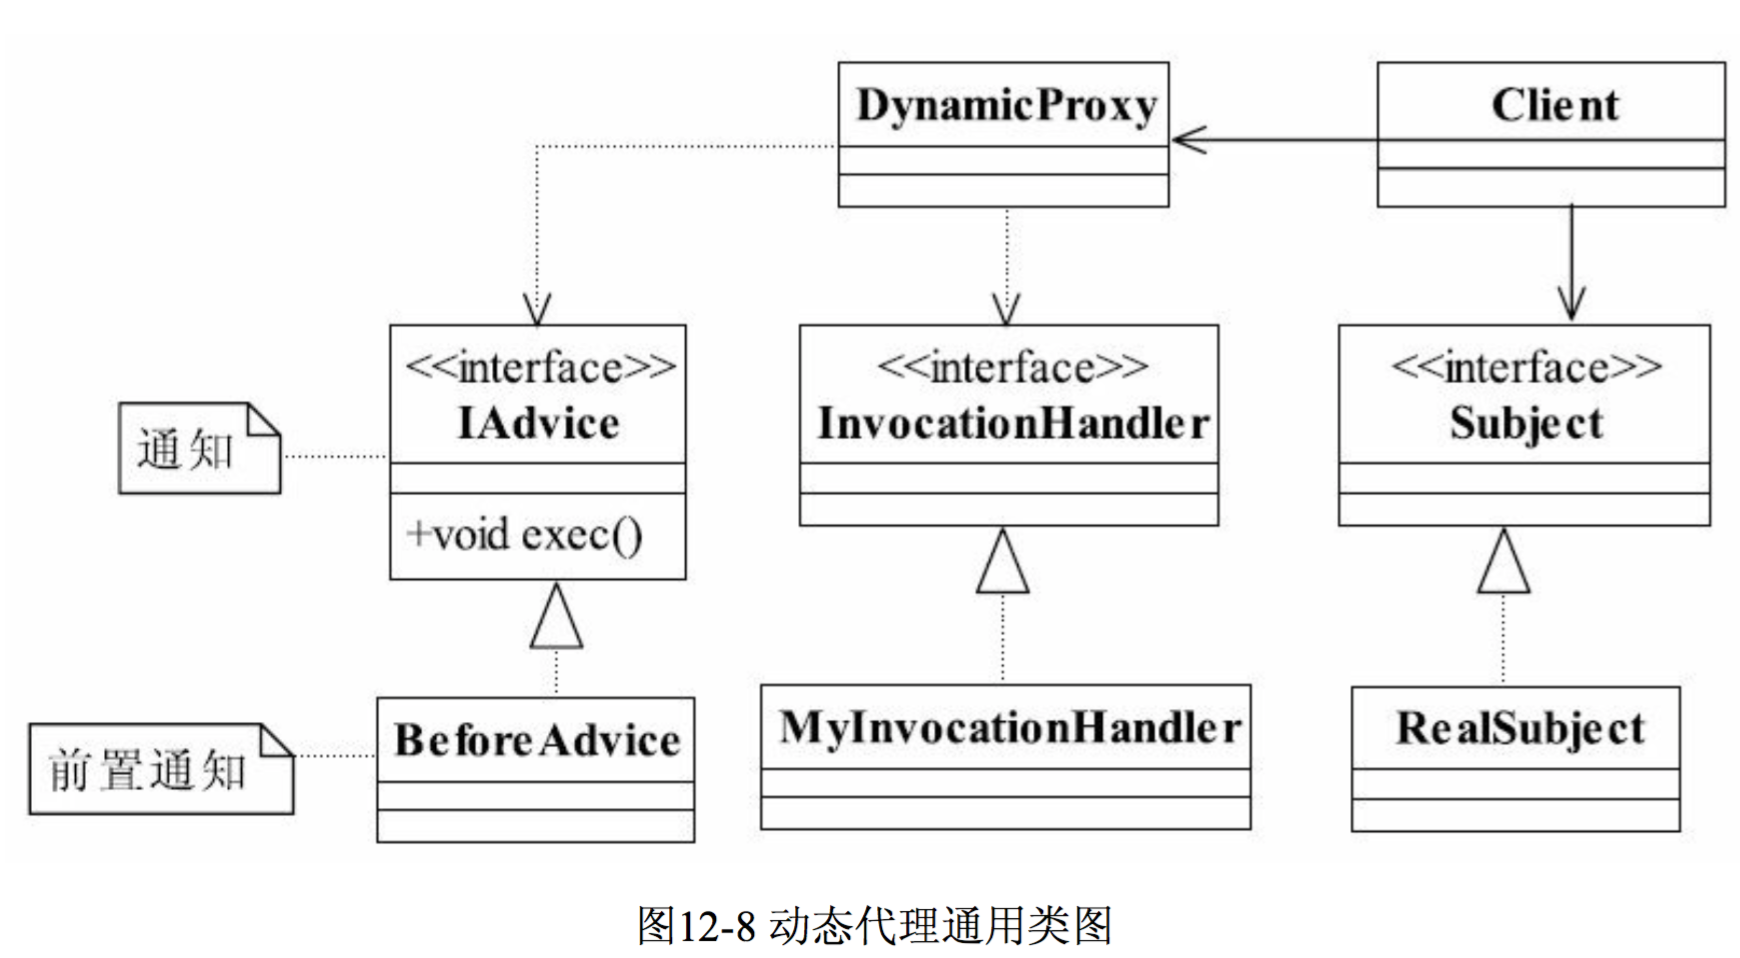 DynamicProxy
Client
<<interface>>
IAdvice
+void exec()
<<interface>>
InvocationHandler
<<interface>>
Subject
通知
BeforeAdvice
MyInvocationHandler
RealSubject
前置通知
图12-8 动态代理通用类图